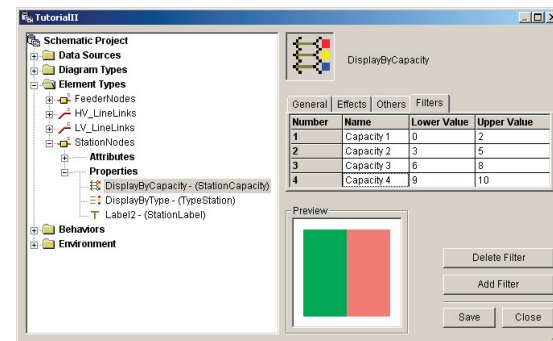 TutorialII
Schematic Project
Data Sources
Diagram Types
Element Types
FeederNodes
HV_LineLinks
LV_LineLinks
StationNodes
Attributes
Properties
DisplayByCapacity - (StationCapacity)
DisplayByType - (TypeStation)
Label2 - (StationLabel)
Behaviors
Environment
DisplayByCapacity
General Effects Others Filters
Number Name Lower Value Upper Value
1 Capacity 1 0 2
2 Capacity 2 3 5
3 Capacity 3 6 8
4 Capacity 4 9 10
Preview
Delete Filter
Add Filter
Save Close